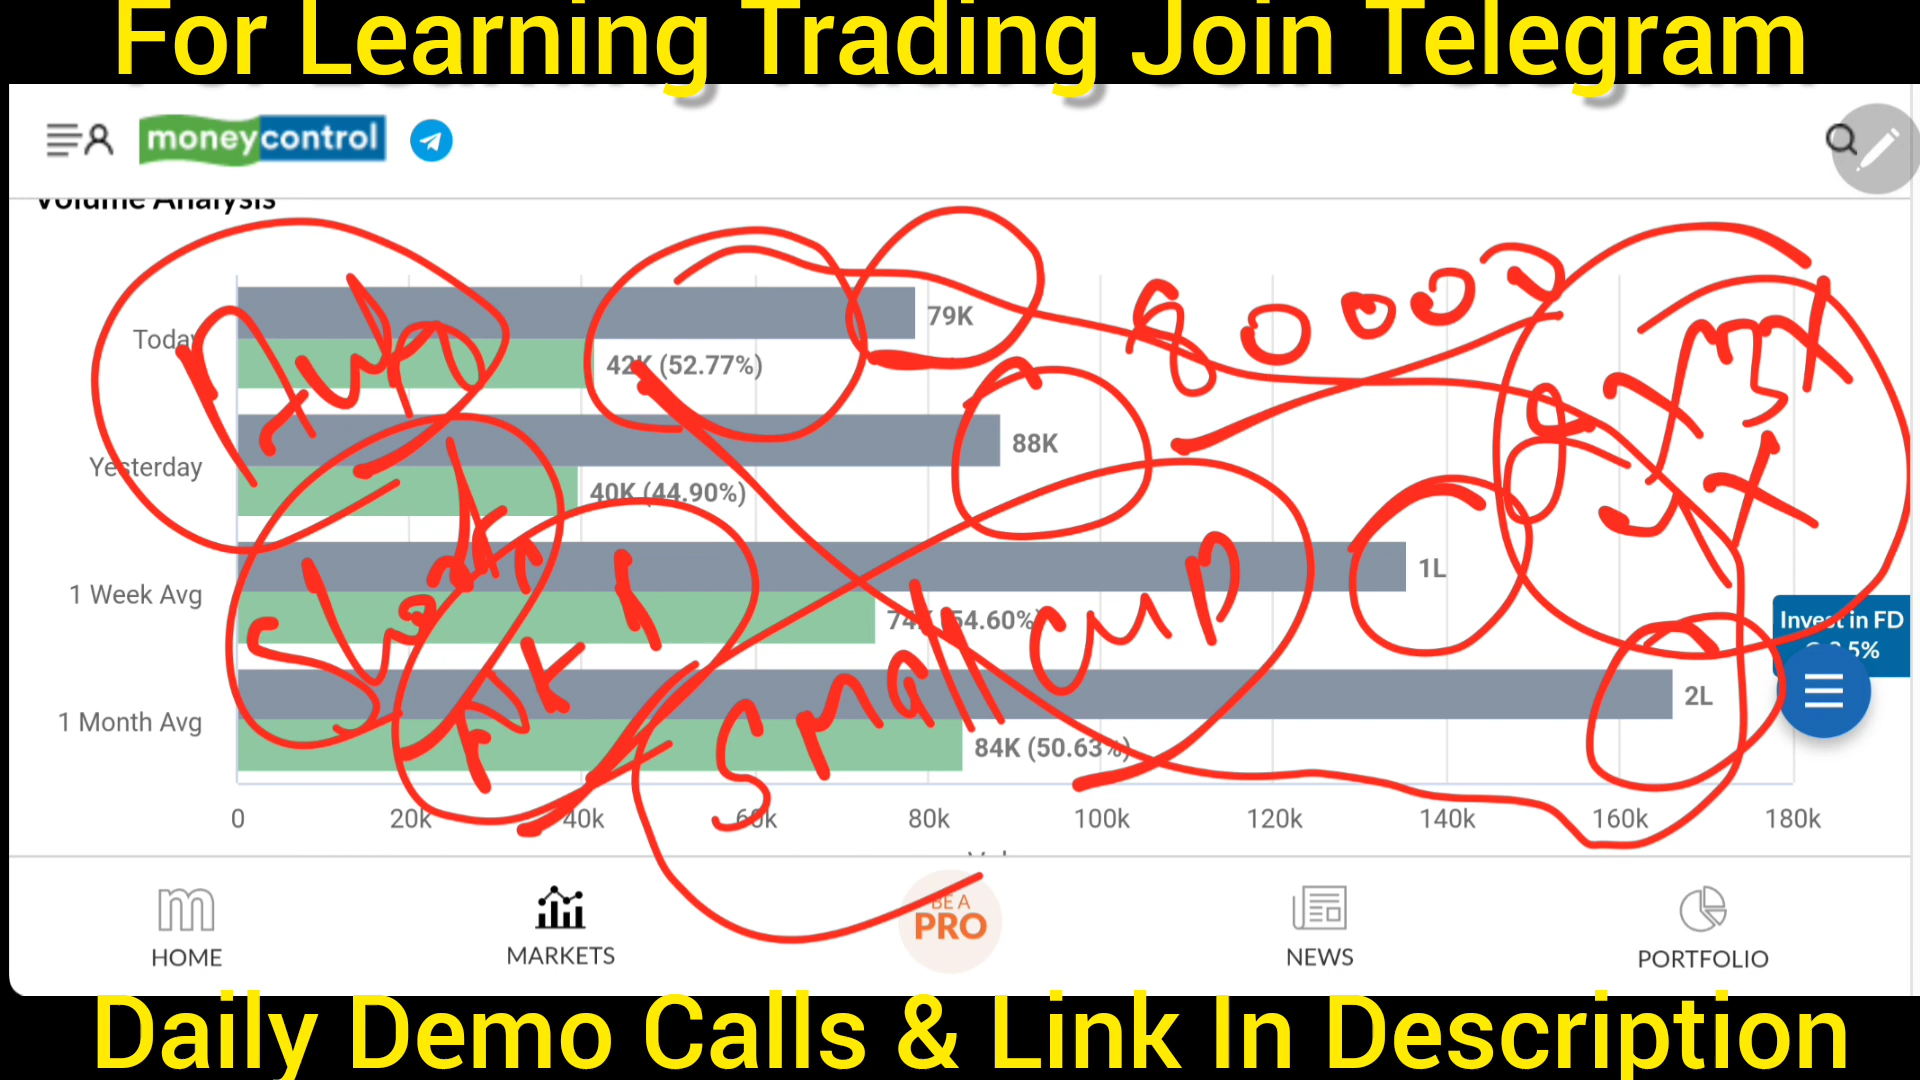 For Learning Trading Join Telegram
moneycontrol
Volume Analysis
Today
79K
42K (52.77%)
80000
Yesterday
88K
40K (44.90%)
1 Week Avg
1L
74K (54.60%)
Invest in FD
1 Month Avg
2L
84K (50.63%)
Small cup
0 20k 40k 60k 80k 100k 120k 140k 160k 180k
HOME
MARKETS
BE A
PRO
NEWS
PORTFOLIO
Daily Demo Calls & Link In Description